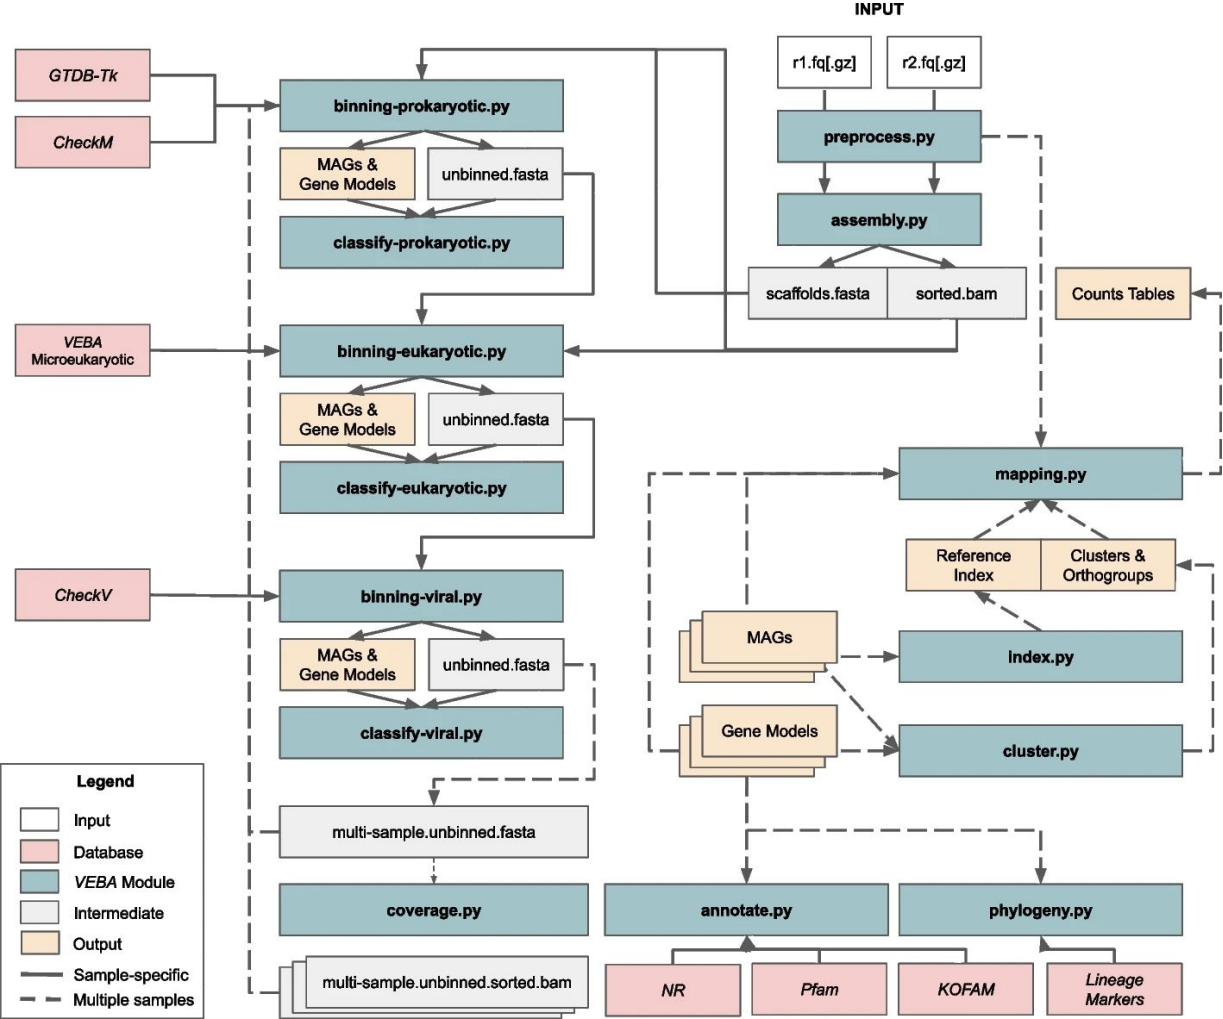 INPUT
r1.fq[.gz]
r2.fq[.gz]
preprocess.py
assembly.py
scaffolds.fasta
sorted.bam
Counts Tables
GTDB-Tk
CheckM
binning-prokaryotic.py
MAGs &
Gene Models
unbinned.fasta
classify-prokaryotic.py
VEBA
Microeukaryotic
binning-eukaryotic.py
MAGs &
Gene Models
unbinned.fasta
classify-eukaryotic.py
CheckV
binning-viral.py
MAGs &
Gene Models
unbinned.fasta
classify-viral.py
multi-sample.unbinned.fasta
coverage.py
multi-sample.unbinned.sorted.bam
mapping.py
Reference
Index
Clusters &
Orthogroups
MAGs
index.py
Gene Models
cluster.py
annotate.py
phylogeny.py
NR
Pfam
KOFAM
Lineage
Markers
Legend
Input
Database
VEBA Module
Intermediate
Output
Sample-specific
Multiple samples